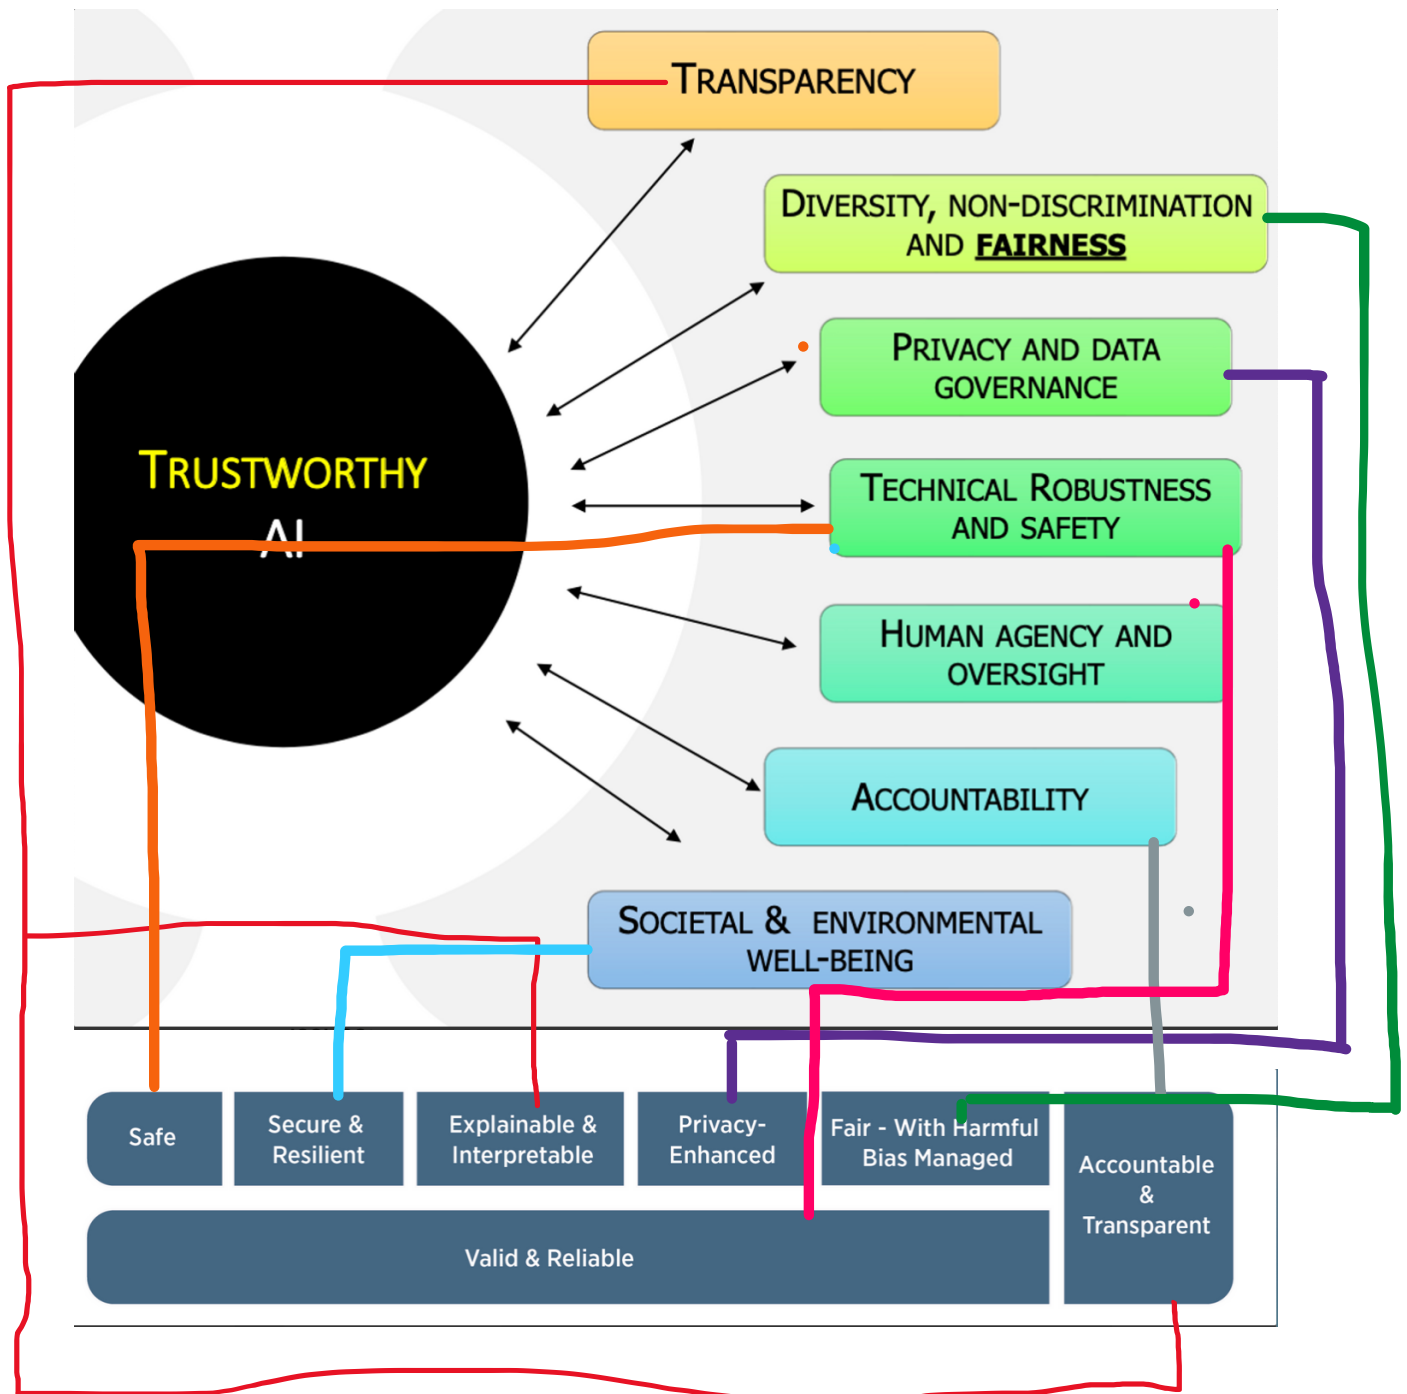 TRANSPARENCY
DIVERSITY, NON-DISCRIMINATION
AND FAIRNESS
PRIVACY AND DATA
GOVERNANCE
TRUSTWORTHY
AI
TECHNICAL ROBUSTNESS
AND SAFETY
HUMAN AGENCY AND
OVERSIGHT
ACCOUNTABILITY
SOCIETAL & ENVIRONMENTAL
WELL-BEING
Safe
Secure &
Resilient
Explainable &
Interpretable
Privacy-
Enhanced
Fair - With Harmful
Bias Managed
Accountable
&
Transparent
Valid & Reliable